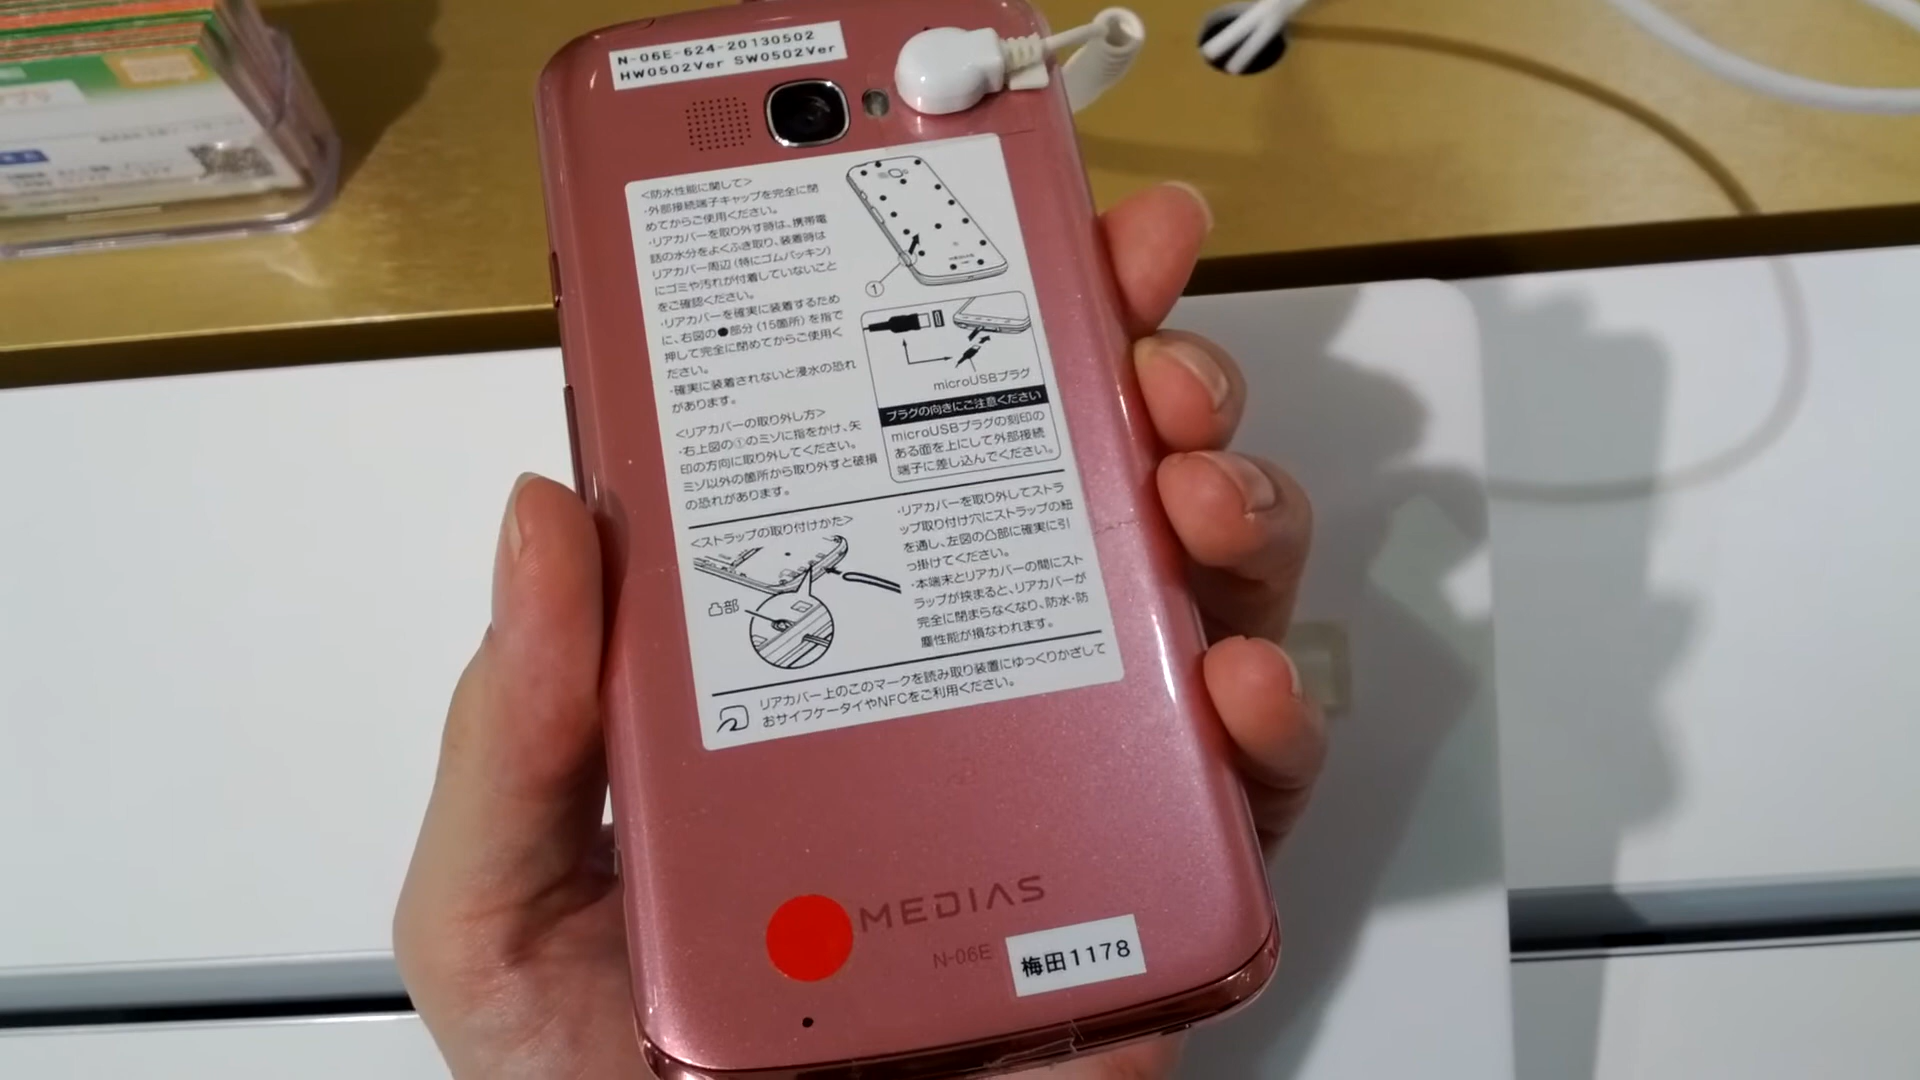 N-06E-624-20130502
HW0502Ver SW0502Ver
<防水性能に関して>
・外部接続端子キャップを完全に閉
めてからご使用ください。
・リアカバーを取り外す時は、携帯電
話の水分をよくふき取り、装着時は
リアカバー周辺(特にゴムパッキン)
にゴミや汚れが付着していないこと
をご確認ください。
・リアカバーを確実に装着するため
に、右図の●部分(15箇所)を指で
押して完全に閉めてからご使用く
ださい。
・確実に装着されないと浸水の恐れ
があります。
<リアカバーの取り外し方>
・右上図の①のミゾに指をかけ、矢
印の方向に取り外してください。
ミゾ以外の箇所から取り外すと破損
の恐れがあります。
①
microUSBプラグ
プラグの向きにご注意ください
microUSBプラグの刻印の
ある面を上にして外部接続
端子に差し込んでください。
<ストラップの取り付けかた>
凸部
・リアカバーを取り外してストラ
ップ取り付け穴にストラップの紐
を通し、左図の凸部に確実に引
っ掛けてください。
・本端末とリアカバーの間にスト
ラップが挟まると、リアカバーが
完全に閉まらなくなり、防水・防
塵性能が損なわれます。
リアカバー上のこのマークを読み取り装置にゆっくりかざして
おサイフケータイやNFCをご利用ください。
MEDIAS
N-06E
梅田1178